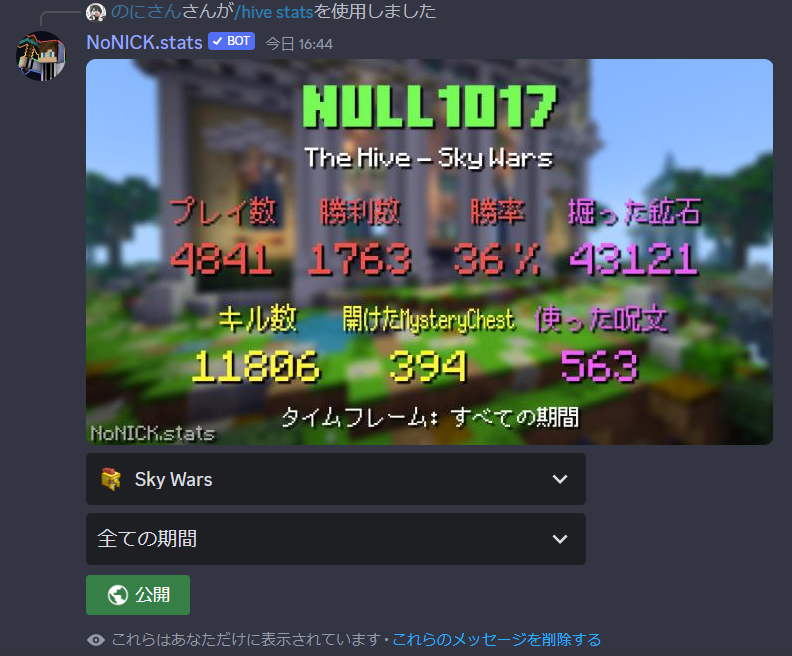 のにさんさんが/hive statsを使用しました
NoNICK.stats BOT 今日 16:44
NULL1017
The Hive - Sky Wars
プレイ数 勝利数 勝率 掘った鉱石
4841 1763 36% 43121
キル数 開けたMysteryChest 使った呪文
11806 394 563
タイムフレーム: すべての期間
NoNICK.stats
Sky Wars
全ての期間
公開
これらはあなただけに表示されています・これらのメッセージを削除する